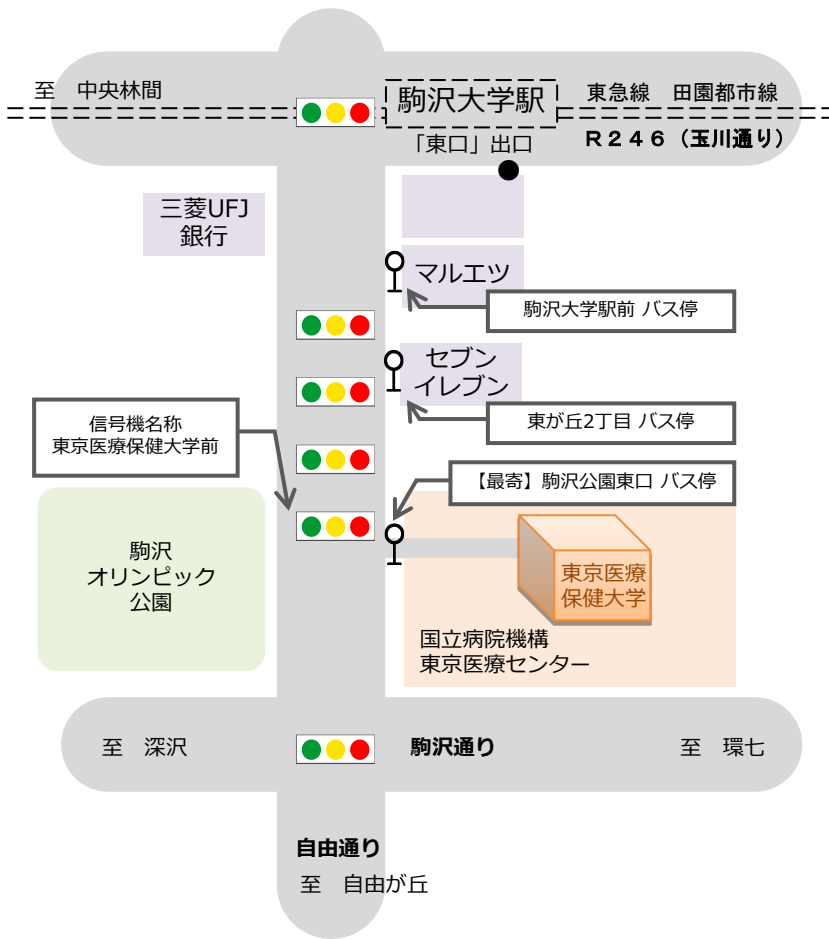 至　中央林間
駒沢大学駅
東急線　田園都市線
「東口」出口
Ｒ２４６（玉川通り）
三菱UFJ
銀行
マルエツ
駒沢大学駅前 バス停
セブン
イレブン
東が丘2丁目 バス停
信号機名称
東京医療保健大学前
【最寄】駒沢公園東口 バス停
駒沢
オリンピック
公園
東京医療
保健大学
国立病院機構
東京医療センター
至　深沢
駒沢通り
至　環七
自由通り
至　自由が丘